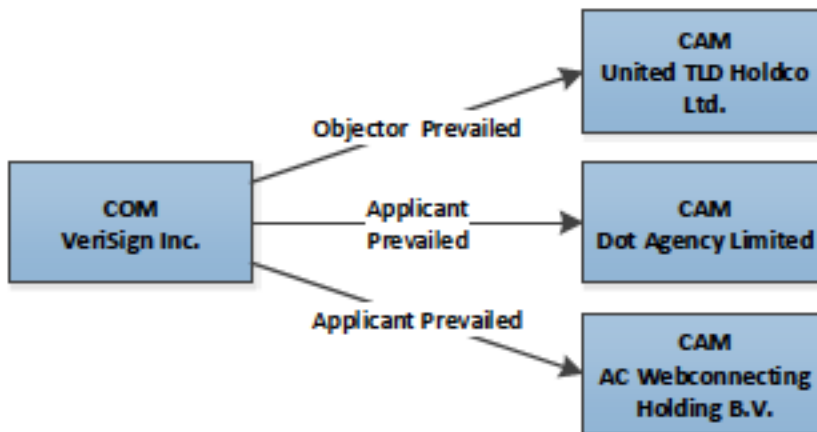 CAM
United TLD Holdco
Ltd.
Objector Prevailed
COM
VeriSign Inc.
Applicant
Prevailed
CAM
Dot Agency Limited
Applicant Prevailed
CAM
AC Webconnecting
Holding B.V.